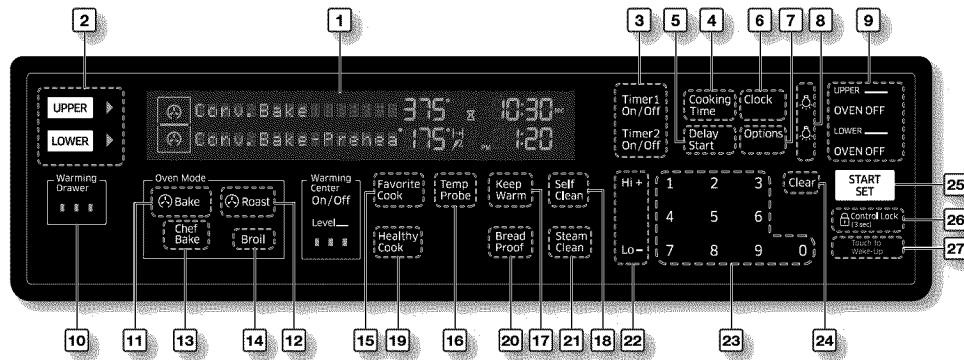 2 1 3 5 4 6 7 8 9
UPPER
LOWER
Conv.Bake 375° 10:30
Conv.Bake-Prehea 175° PM 1:20
Timer1
On/Off
Timer2
On/Off
Cooking
Time
Clock
Delay
Start
Options
UPPER
OVEN OFF
LOWER
OVEN OFF
Warming
Drawer
Oven Mode
Bake
Roast
Chef
Bake
Broil
Warming
Center
On/Off
Level
Favorite
Cook
Temp
Probe
Keep
Warm
Self
Clean
Healthy
Cook
Bread
Proof
Steam
Clean
Hi +
Lo −
1 2 3
4 5 6
7 8 9 0
Clear
START
SET
Control Lock
(3 sec)
Touch to
Wake-Up
25
26
27
10 11 13 14 12 15 19 16 20 17 21 18 22 23 24